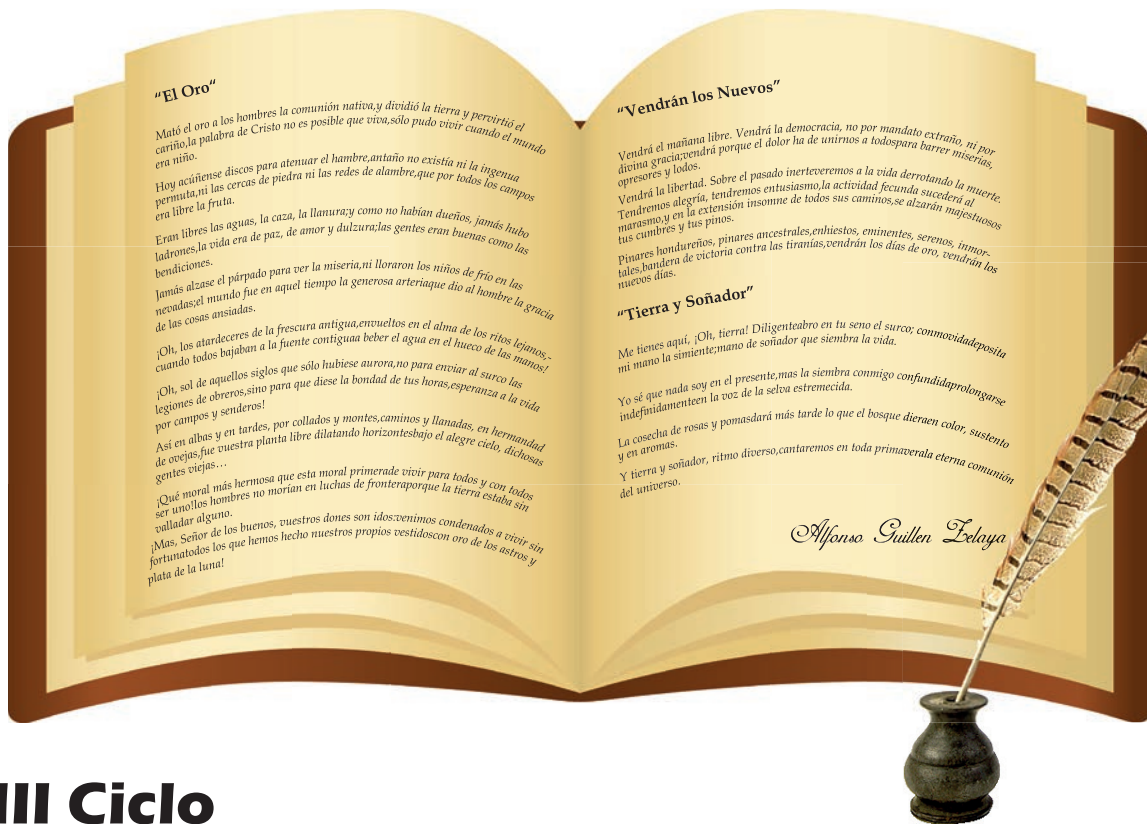 “El Oro“
Mató el oro a los hombres la comunión nativa,y dividió la tierra y pervirtió el
cariño,la palabra de Cristo no es posible que viva,sólo pudo vivir cuando el mundo
era niño.
Hoy acúñense discos para atenuar el hambre,antaño no existía ni la ingenua
permuta,ni las cercas de piedra ni las redes de alambre,que por todos los campos
era libre la fruta.
Eran libres las aguas, la caza, la llanura;y como no habían dueños, jamás hubo
ladrones,la vida era de paz, de amor y dulzura;las gentes eran buenas como las
bendiciones.
Jamás alzase el párpado para ver la miseria,ni lloraron los niños de frío en las
nevadas;el mundo fue en aquel tiempo la generosa arteriaque dio al hombre la gracia
de las cosas ansiadas.
¡Oh, los atardeceres de la frescura antigua,envueltos en el alma de los ritos lejanos,-
cuando todos bajaban a la fuente contiguaa beber el agua en el hueco de las manos!
¡Oh, sol de aquellos siglos que sólo hubiese aurora,no para enviar al surco las
legiones de obreros,sino para que diese la bondad de tus horas,esperanza a la vida
por campos y senderos!
Así en albas y en tardes, por collados y montes,caminos y llanadas, en hermandad
de ovejas,fue vuestra planta libre dilatando horizontesbajo el alegre cielo, dichosas
gentes viejas…
¡Qué moral más hermosa que esta moral primerade vivir para todos y con todos
ser uno!los hombres no morían en luchas de fronteraporque la tierra estaba sin
valladar alguno.
¡Mas, Señor de los buenos, vuestros dones son idos:venimos condenados a vivir sin
fortunatodos los que hemos hecho nuestros propios vestidoscon oro de los astros y
plata de la luna!
“Vendrán los Nuevos”
Vendrá el mañana libre. Vendrá la democracia, no por mandato extraño, ni por
divina gracia;vendrá porque el dolor ha de unirnos a todospara barrer miserias,
opresores y lodos.
Vendrá la libertad. Sobre el pasado inerteveremos a la vida derrotando la muerte.
Tendremos alegría, tendremos entusiasmo,la actividad fecunda sucederá al
marasmo,y en la extensión insomne de todos sus caminos,se alzarán majestuosos
tus cumbres y tus pinos.
Pinares hondureños, pinares ancestrales,enhiestos, eminentes, serenos, inmor-
tales,bandera de victoria contra las tiranías,vendrán los días de oro, vendrán los
nuevos días.
“Tierra y Soñador”
Me tienes aquí, ¡Oh, tierra! Diligenteabro en tu seno el surco; conmovidadeposita
mi mano la simiente;mano de soñador que siembra la vida.
Yo sé que nada soy en el presente,mas la siembra conmigo confundidaprolongarse
indefinidamenteen la voz de la selva estremecida.
La cosecha de rosas y pomasdará más tarde lo que el bosque dieraen color, sustento
y en aromas.
Y tierra y soñador, ritmo diverso,cantaremos en toda primaverala eterna comunión
del universo.
Alfonso Guillen Zelaya
III Ciclo